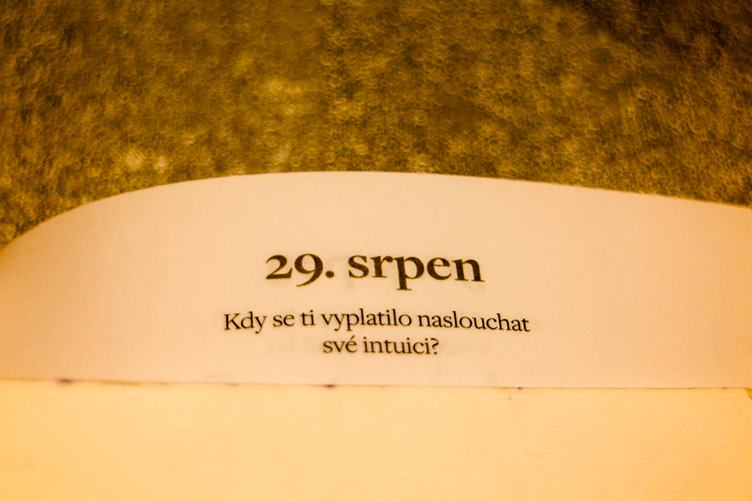 29. srpen
Kdy se ti vyplatilo naslouchat
své intuici?